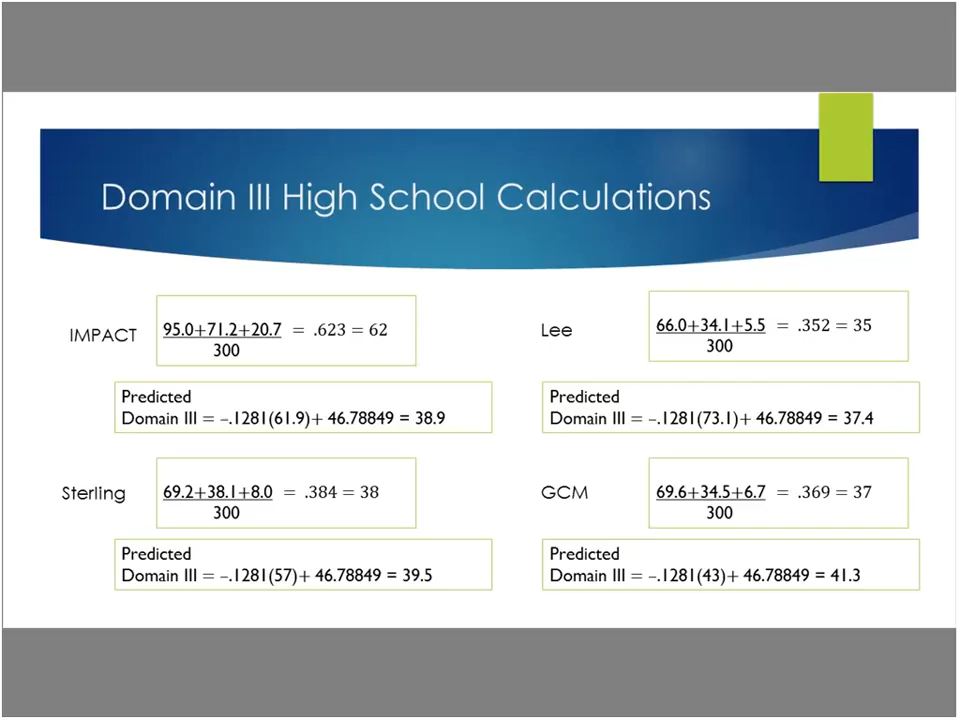 Domain III High School Calculations
IMPACT
95.0+71.2+20.7 = .623 = 62
300
Predicted
Domain III = –.1281(61.9)+ 46.78849 = 38.9
Lee
66.0+34.1+5.5 = .352 = 35
300
Predicted
Domain III = –.1281(73.1)+ 46.78849 = 37.4
Sterling
69.2+38.1+8.0 = .384 = 38
300
Predicted
Domain III = –.1281(57)+ 46.78849 = 39.5
GCM
69.6+34.5+6.7 = .369 = 37
300
Predicted
Domain III = –.1281(43)+ 46.78849 = 41.3